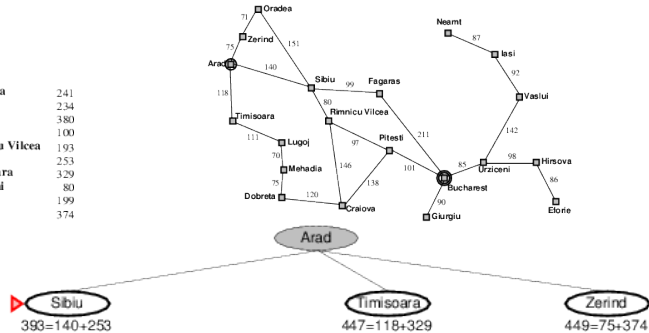 Oradea
71
Neamt
Zerind
87
75
151
Iasi
Arad
140
92
Sibiu
Fagaras
99
118
80
Vaslui
Rimnicu Vilcea
Timisoara
142
111
Pitesti
211
Lugoj
97
70
98
Hirsova
146
101
85
Urziceni
Mehadia
138
86
75
Bucharest
120
90
Dobreta
Craiova
Giurgiu
Eforie
a 241
234
380
100
u Vilcea 193
253
ara 329
ni 80
199
374
Arad
Sibiu
Timisoara
Zerind
393=140+253
447=118+329
449=75+374